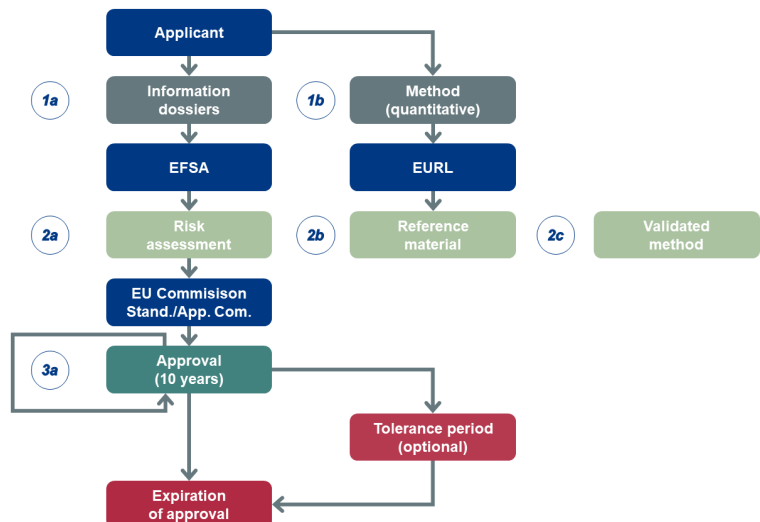 Applicant
1a
Information
dossiers
1b
Method
(quantitative)
EFSA
EURL
2a
Risk
assessment
2b
Reference
material
2c
Validated
method
EU Commisison
Stand./App. Com.
3a
Approval
(10 years)
Tolerance period
(optional)
Expiration
of approval